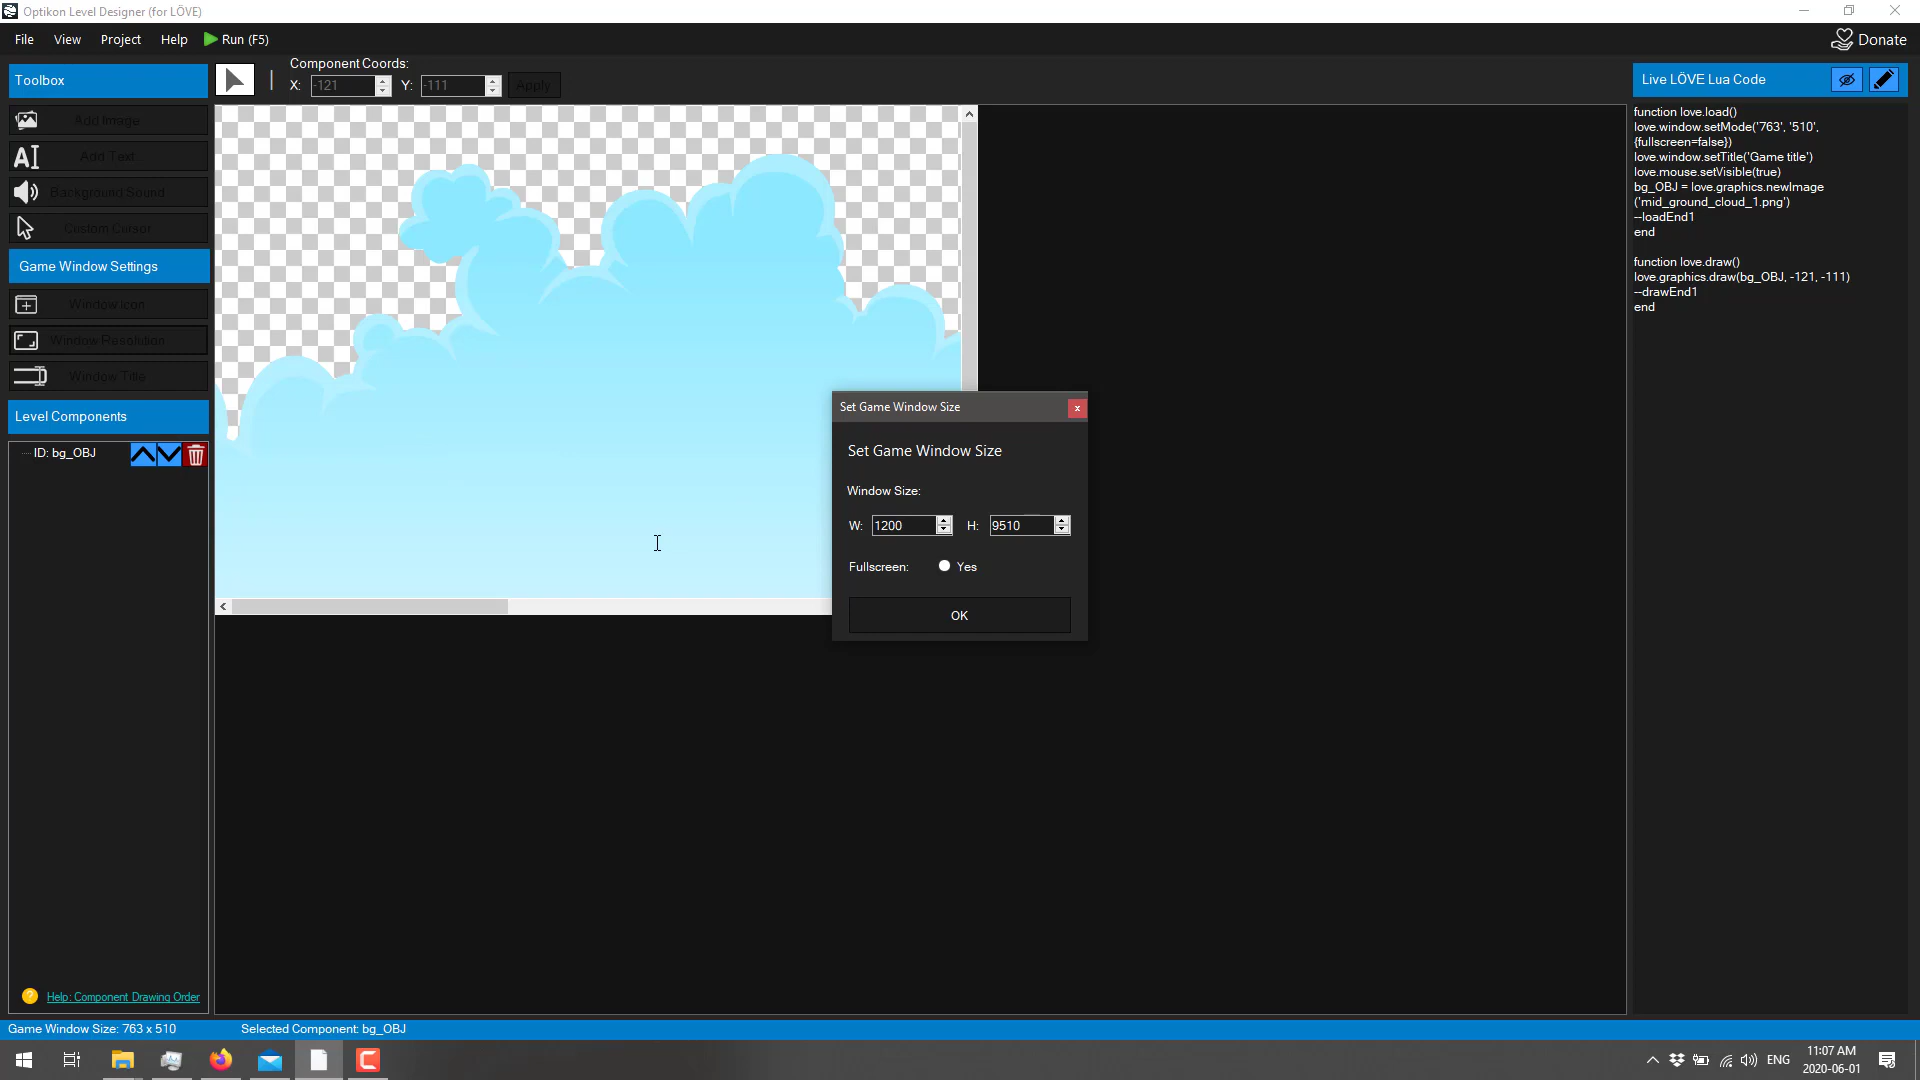 Optikon Level Designer (for LÖVE)
File View Project Help Run (F5) Donate
Toolbox
Component Coords:
X: -121 Y: -111 Apply
Live LÖVE Lua Code
Add Image
Add Text
Background Sound
Custom Cursor
Game Window Settings
Window Icon
Window Resolution
Window Title
Level Components
ID: bg_OBJ
Help: Component Drawing Order
function love.load()
love.window.setMode('763', '510',
{fullscreen=false})
love.window.setTitle('Game title')
love.mouse.setVisible(true)
bg_OBJ = love.graphics.newImage
('mid_ground_cloud_1.png')
--loadEnd1
end
function love.draw()
love.graphics.draw(bg_OBJ, -121, -111)
--drawEnd1
end
Set Game Window Size
x
Set Game Window Size
Window Size:
W: 1200 H: 9510
Fullscreen: Yes
OK
Game Window Size: 763 x 510 Selected Component: bg_OBJ
ENG
11:07 AM
2020-06-01